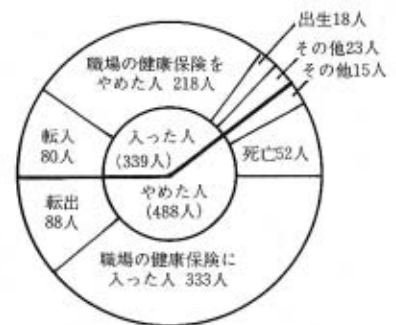 出生18人
その他23人
その他15人
職場の健康保険を
やめた人 218人
転入
80人
入った人
(339人)
死亡52人
やめた人
(488人)
転出
88人
職場の健康保険に
入った人 333人